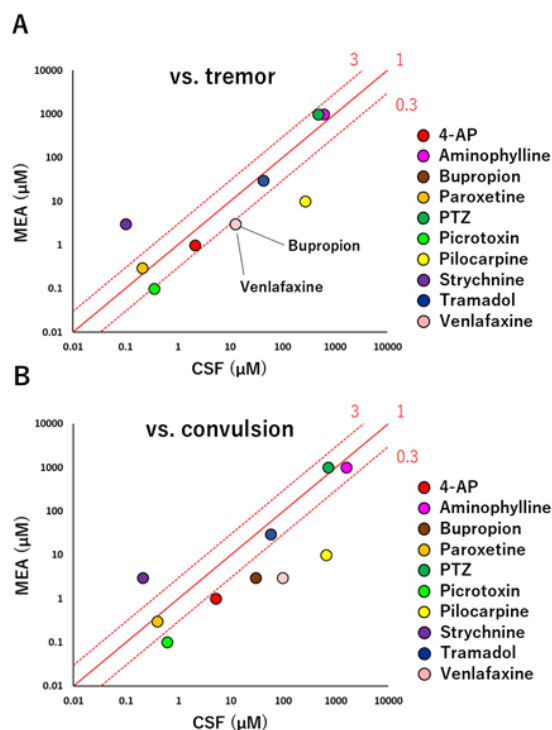 A
vs. tremor
3
1
0.3
10000
1000
100
10
1
0.1
0.01
MEA (μM)
0.01
0.1
1
10
100
1000
10000
CSF (μM)
Bupropion
Venlafaxine
4-AP
Aminophylline
Bupropion
Paroxetine
PTZ
Picrotoxin
Pilocarpine
Strychnine
Tramadol
Venlafaxine
B
vs. convulsion
3
1
0.3
10000
1000
100
10
1
0.1
0.01
MEA (μM)
0.01
0.1
1
10
100
1000
10000
CSF (μM)
4-AP
Aminophylline
Bupropion
Paroxetine
PTZ
Picrotoxin
Pilocarpine
Strychnine
Tramadol
Venlafaxine